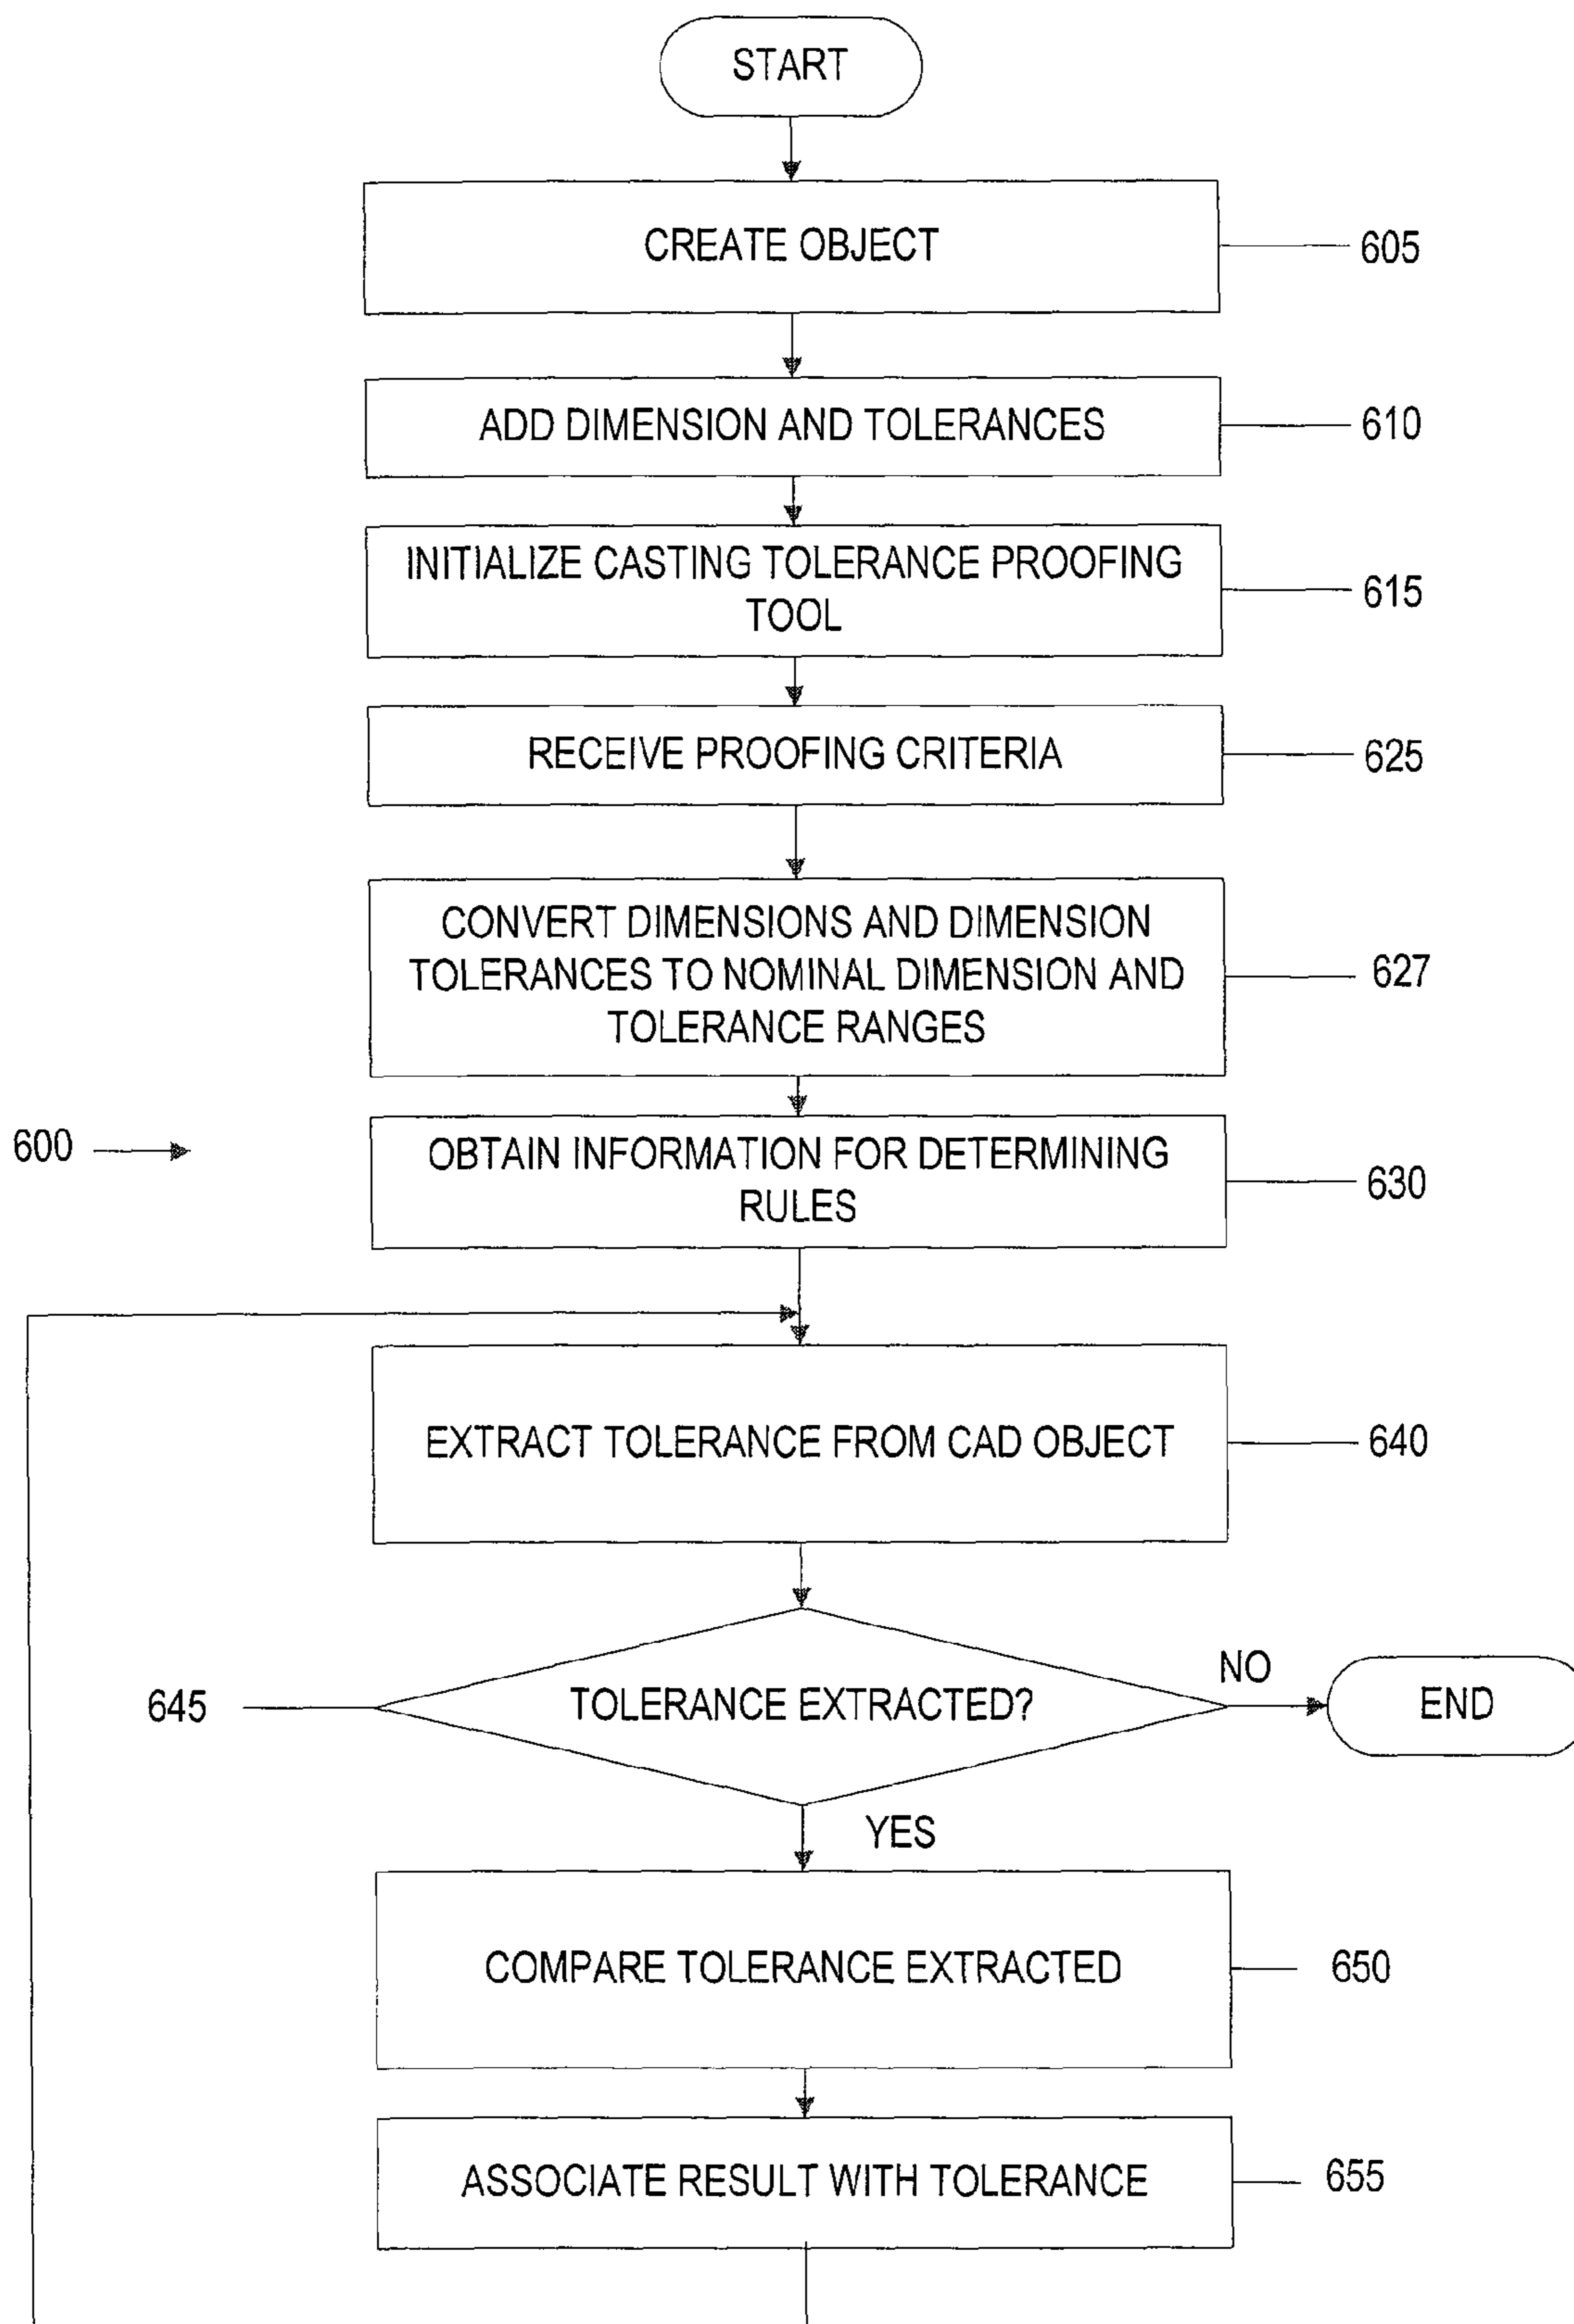 START
CREATE OBJECT
605
ADD DIMENSION AND TOLERANCES
610
INITIALIZE CASTING TOLERANCE PROOFING
TOOL
615
RECEIVE PROOFING CRITERIA
625
CONVERT DIMENSIONS AND DIMENSION
TOLERANCES TO NOMINAL DIMENSION AND
TOLERANCE RANGES
627
600
OBTAIN INFORMATION FOR DETERMINING
RULES
630
EXTRACT TOLERANCE FROM CAD OBJECT
640
645
TOLERANCE EXTRACTED?
NO
END
YES
COMPARE TOLERANCE EXTRACTED
650
ASSOCIATE RESULT WITH TOLERANCE
655